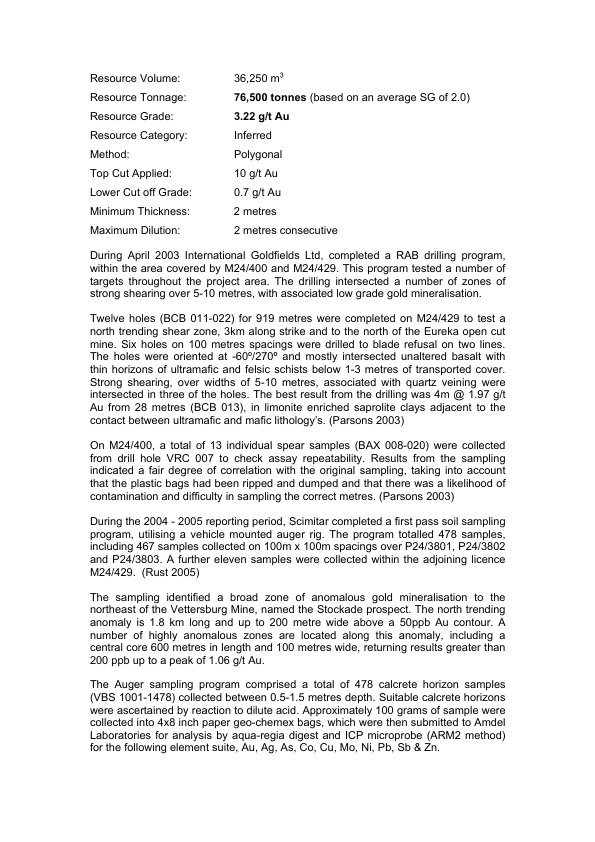 Resource Volume: 36,250 m³
Resource Tonnage: 76,500 tonnes (based on an average SG of 2.0)
Resource Grade: 3.22 g/t Au
Resource Category: Inferred
Method: Polygonal
Top Cut Applied: 10 g/t Au
Lower Cut off Grade: 0.7 g/t Au
Minimum Thickness: 2 metres
Maximum Dilution: 2 metres consecutive
During April 2003 International Goldfields Ltd, completed a RAB drilling program,
within the area covered by M24/400 and M24/429. This program tested a number of
targets throughout the project area. The drilling intersected a number of zones of
strong shearing over 5-10 metres, with associated low grade gold mineralisation.
Twelve holes (BCB 011-022) for 919 metres were completed on M24/429 to test a
north trending shear zone, 3km along strike and to the north of the Eureka open cut
mine. Six holes on 100 metres spacings were drilled to blade refusal on two lines.
The holes were oriented at -60º/270º and mostly intersected unaltered basalt with
thin horizons of ultramafic and felsic schists below 1-3 metres of transported cover.
Strong shearing, over widths of 5-10 metres, associated with quartz veining were
intersected in three of the holes. The best result from the drilling was 4m @ 1.97 g/t
Au from 28 metres (BCB 013), in limonite enriched saprolite clays adjacent to the
contact between ultramafic and mafic lithology's. (Parsons 2003)
On M24/400, a total of 13 individual spear samples (BAX 008-020) were collected
from drill hole VRC 007 to check assay repeatability. Results from the sampling
indicated a fair degree of correlation with the original sampling, taking into account
that the plastic bags had been ripped and dumped and that there was a likelihood of
contamination and difficulty in sampling the correct metres. (Parsons 2003)
During the 2004 - 2005 reporting period, Scimitar completed a first pass soil sampling
program, utilising a vehicle mounted auger rig. The program totalled 478 samples,
including 467 samples collected on 100m x 100m spacings over P24/3801, P24/3802
and P24/3803. A further eleven samples were collected within the adjoining licence
M24/429. (Rust 2005)
The sampling identified a broad zone of anomalous gold mineralisation to the
northeast of the Vettersburg Mine, named the Stockade prospect. The north trending
anomaly is 1.8 km long and up to 200 metre wide above a 50ppb Au contour. A
number of highly anomalous zones are located along this anomaly, including a
central core 600 metres in length and 100 metres wide, returning results greater than
200 ppb up to a peak of 1.06 g/t Au.
The Auger sampling program comprised a total of 478 calcrete horizon samples
(VBS 1001-1478) collected between 0.5-1.5 metres depth. Suitable calcrete horizons
were ascertained by reaction to dilute acid. Approximately 100 grams of sample were
collected into 4x8 inch paper geo-chemex bags, which were then submitted to Amdel
Laboratories for analysis by aqua-regia digest and ICP microprobe (ARM2 method)
for the following element suite, Au, Ag, As, Co, Cu, Mo, Ni, Pb, Sb & Zn.